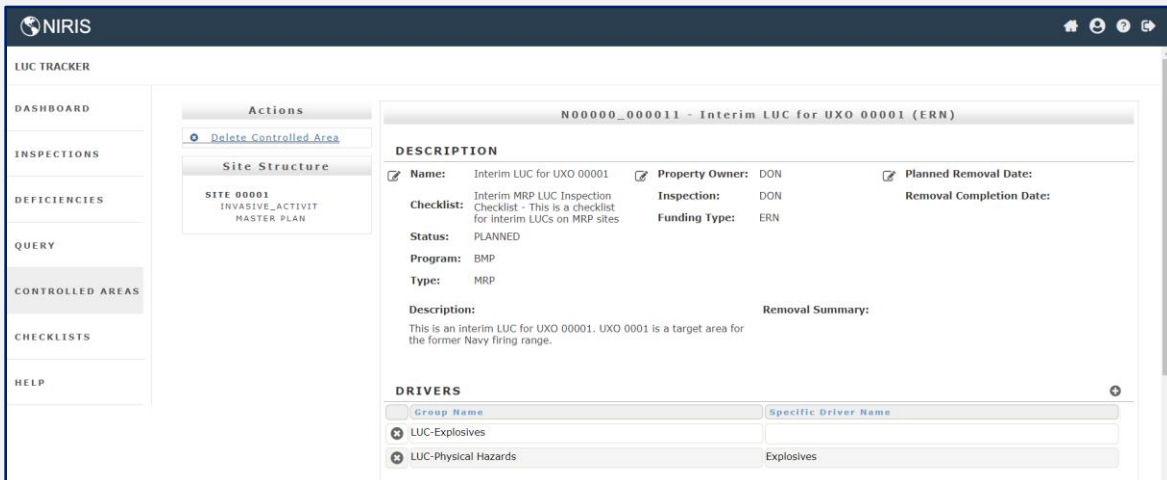 NIRIS
LUC TRACKER
DASHBOARD
INSPECTIONS
DEFICIENCIES
QUERY
CONTROLLED AREAS
CHECKLISTS
HELP
Actions
Delete Controlled Area
Site Structure
SITE 00001
INVASIVE_ACTIVIT
MASTER PLAN
N00000_000011 - Interim LUC for UXO 00001 (ERN)
DESCRIPTION
Name: Interim LUC for UXO 00001
Checklist: Interim MRP LUC Inspection
Checklist - This is a checklist
for interim LUCs on MRP sites
Status: PLANNED
Program: BMP
Type: MRP
Property Owner: DON
Inspection: DON
Funding Type: ERN
Planned Removal Date:
Removal Completion Date:
Description:
This is an interim LUC for UXO 00001. UXO 0001 is a target area for
the former Navy firing range.
Removal Summary:
DRIVERS
Group Name Specific Driver Name
LUC-Explosives
LUC-Physical Hazards Explosives